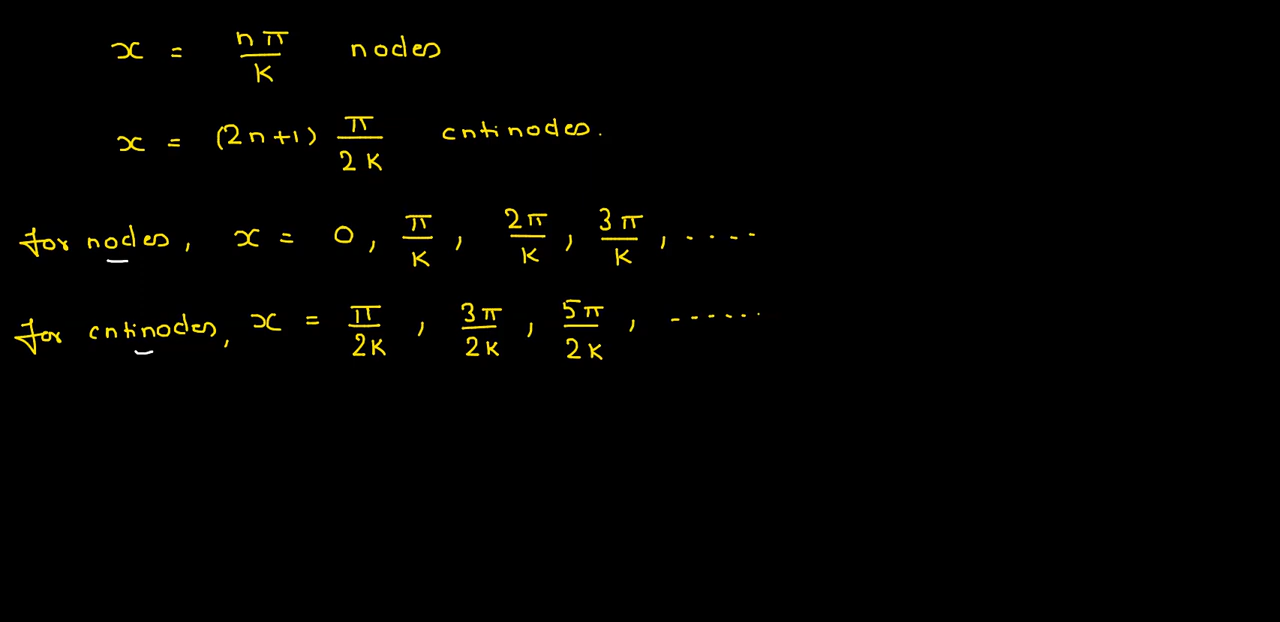 x = nπ/K nodes
x = (2n+1) π/2K antinodes.
for nodes, x = 0, π/K, 2π/K, 3π/K, ....
for antinodes, x = π/2K, 3π/2K, 5π/2K, ......